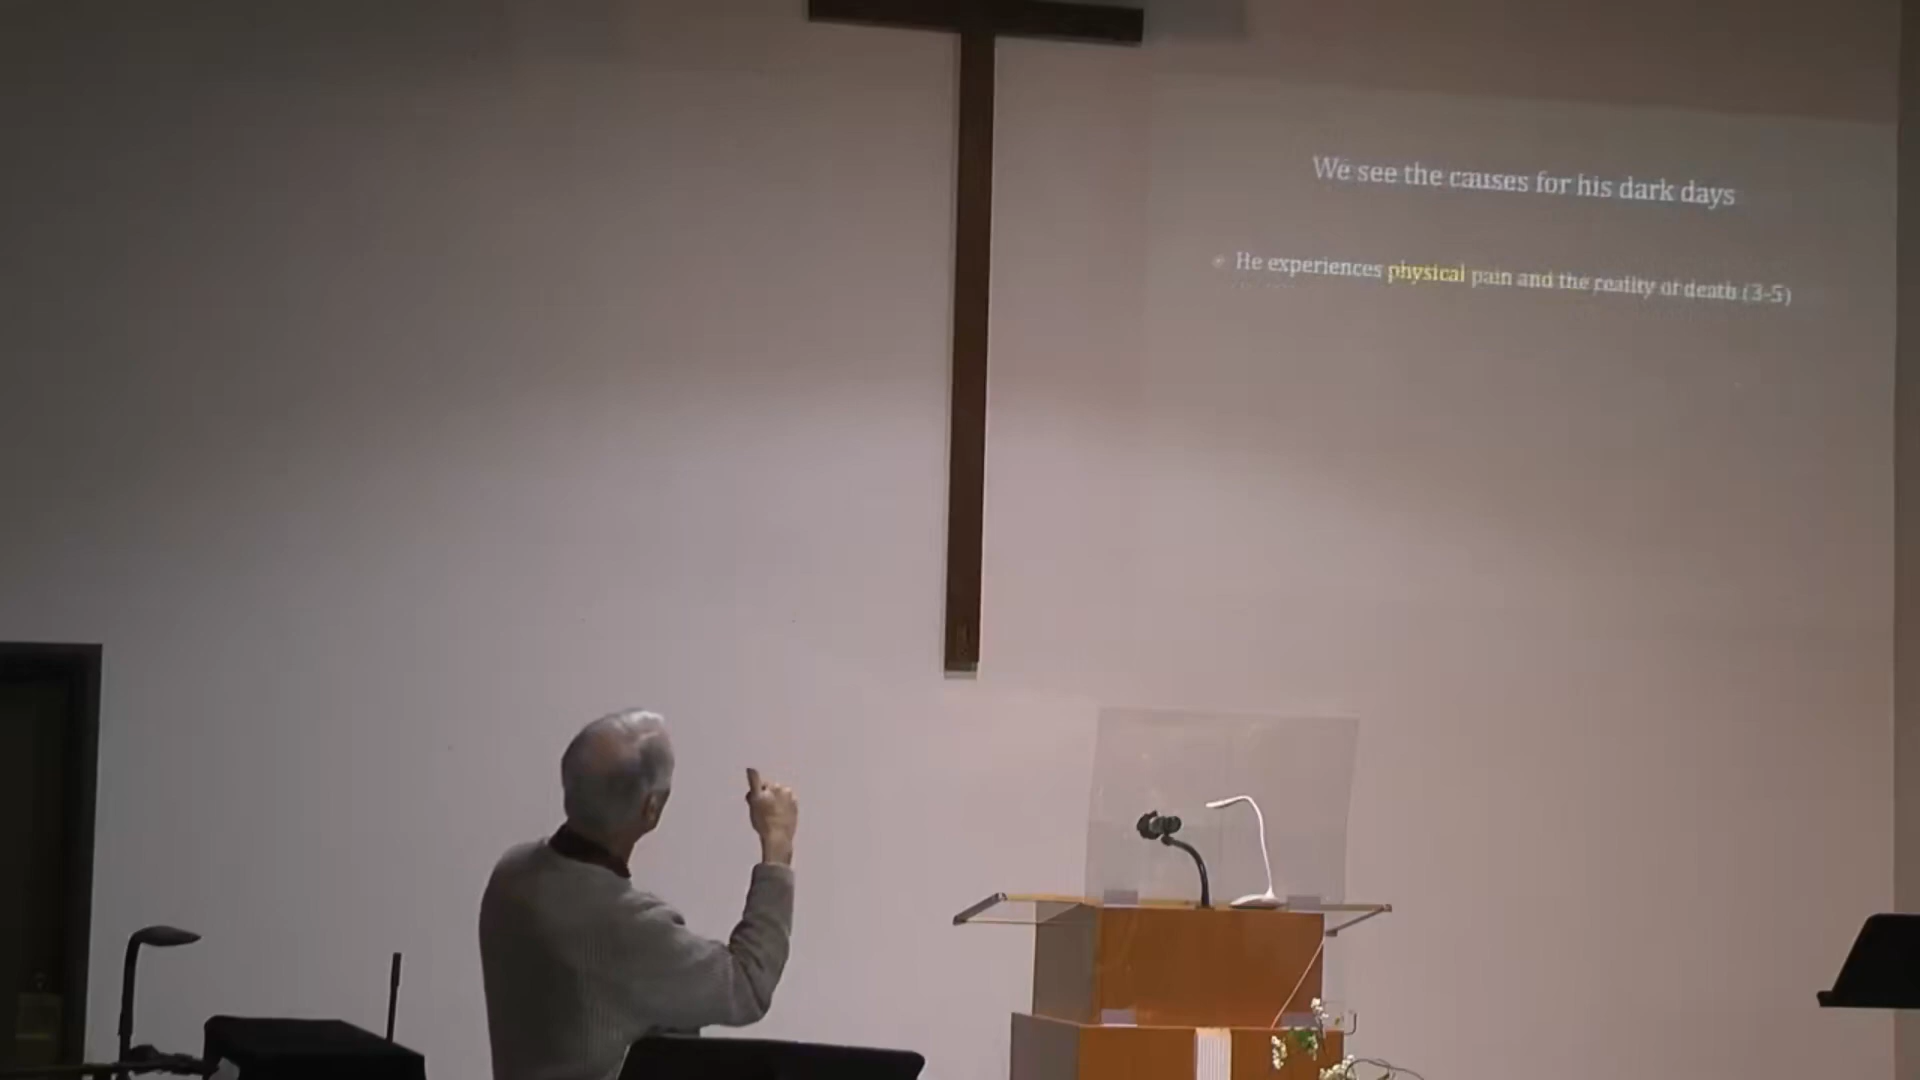 We see the causes for his dark days
He experiences physical pain and the reality of death (3-5)